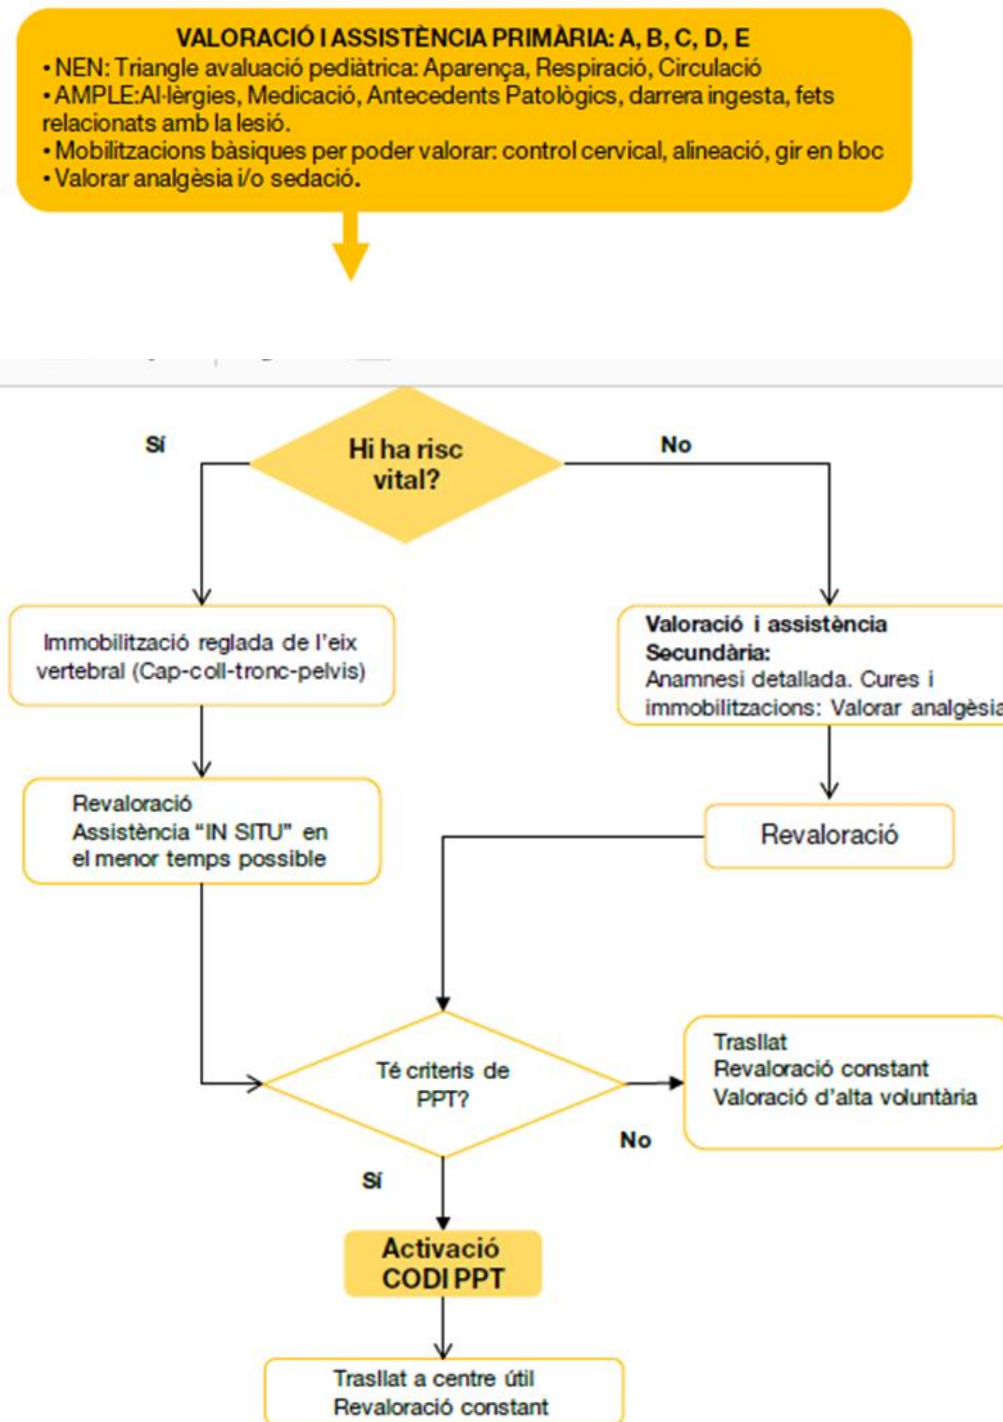 VALORACIÓ I ASSISTÈNCIA PRIMÀRIA: A, B, C, D, E
• NEN: Triangle avaluació pediàtrica: Aparença, Respiració, Circulació
• AMPLE:Al·lèrgies, Medicació, Antecedents Patològics, darrera ingesta, fets
relacionats amb la lesió.
• Mobilitzacions bàsiques per poder valorar: control cervical, alineació, gir en bloc
• Valorar analgèsia i/o sedació.
Sí
Hi ha risc
vital?
No
Immobilització reglada de l’eix
vertebral (Cap-coll-tronc-pelvis)
Valoració i assistència
Secundària:
Anamnesi detallada. Cures i
immobilitzacions: Valorar analgèsia
Revaloració
Assistència “IN SITU” en
el menor temps possible
Revaloració
Té criteris de
PPT?
Trasllat
Revaloració constant
Valoració d’alta voluntària
No
Sí
Activació
CODI PPT
Trasllat a centre útil
Revaloració constant